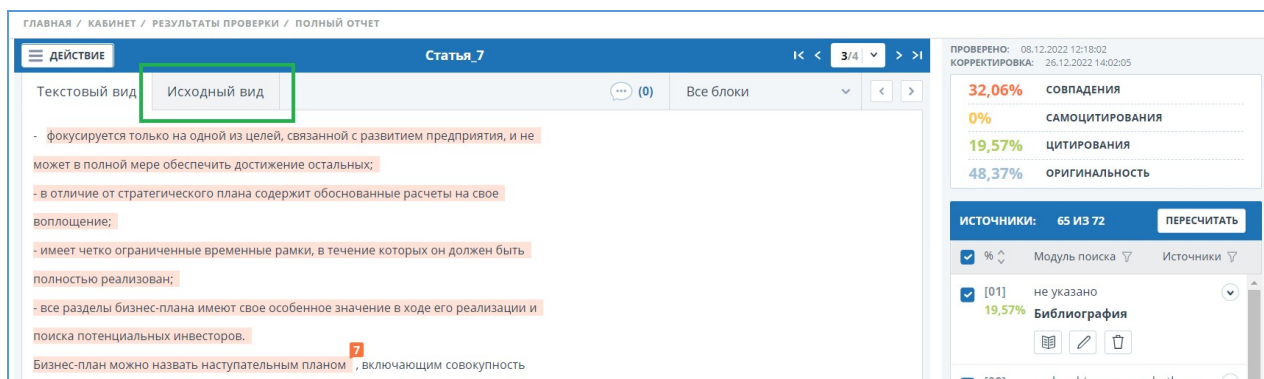 ГЛАВНАЯ / КАБИНЕТ / РЕЗУЛЬТАТЫ ПРОВЕРКИ / ПОЛНЫЙ ОТЧЕТ
ДЕЙСТВИЕ
Статья_7
3/4
Текстовый вид
Исходный вид
(0)
Все блоки
- фокусируется только на одной из целей, связанной с развитием предприятия, и не
может в полной мере обеспечить достижение остальных;
- в отличие от стратегического плана содержит обоснованные расчеты на свое
воплощение;
- имеет четко ограниченные временные рамки, в течение которых он должен быть
полностью реализован;
- все разделы бизнес-плана имеют свое особенное значение в ходе его реализации и
поиска потенциальных инвесторов.
7
Бизнес-план можно назвать наступательным планом , включающим совокупность
ПРОВЕРЕНО: 08.12.2022 12:18:02
КОРРЕКТИРОВКА: 26.12.2022 14:02:05
32,06% СОВПАДЕНИЯ
0% САМОЦИТИРОВАНИЯ
19,57% ЦИТИРОВАНИЯ
48,37% ОРИГИНАЛЬНОСТЬ
ИСТОЧНИКИ: 65 ИЗ 72
ПЕРЕСЧИТАТЬ
% Модуль поиска Источники
[01] не указано
19,57% Библиография